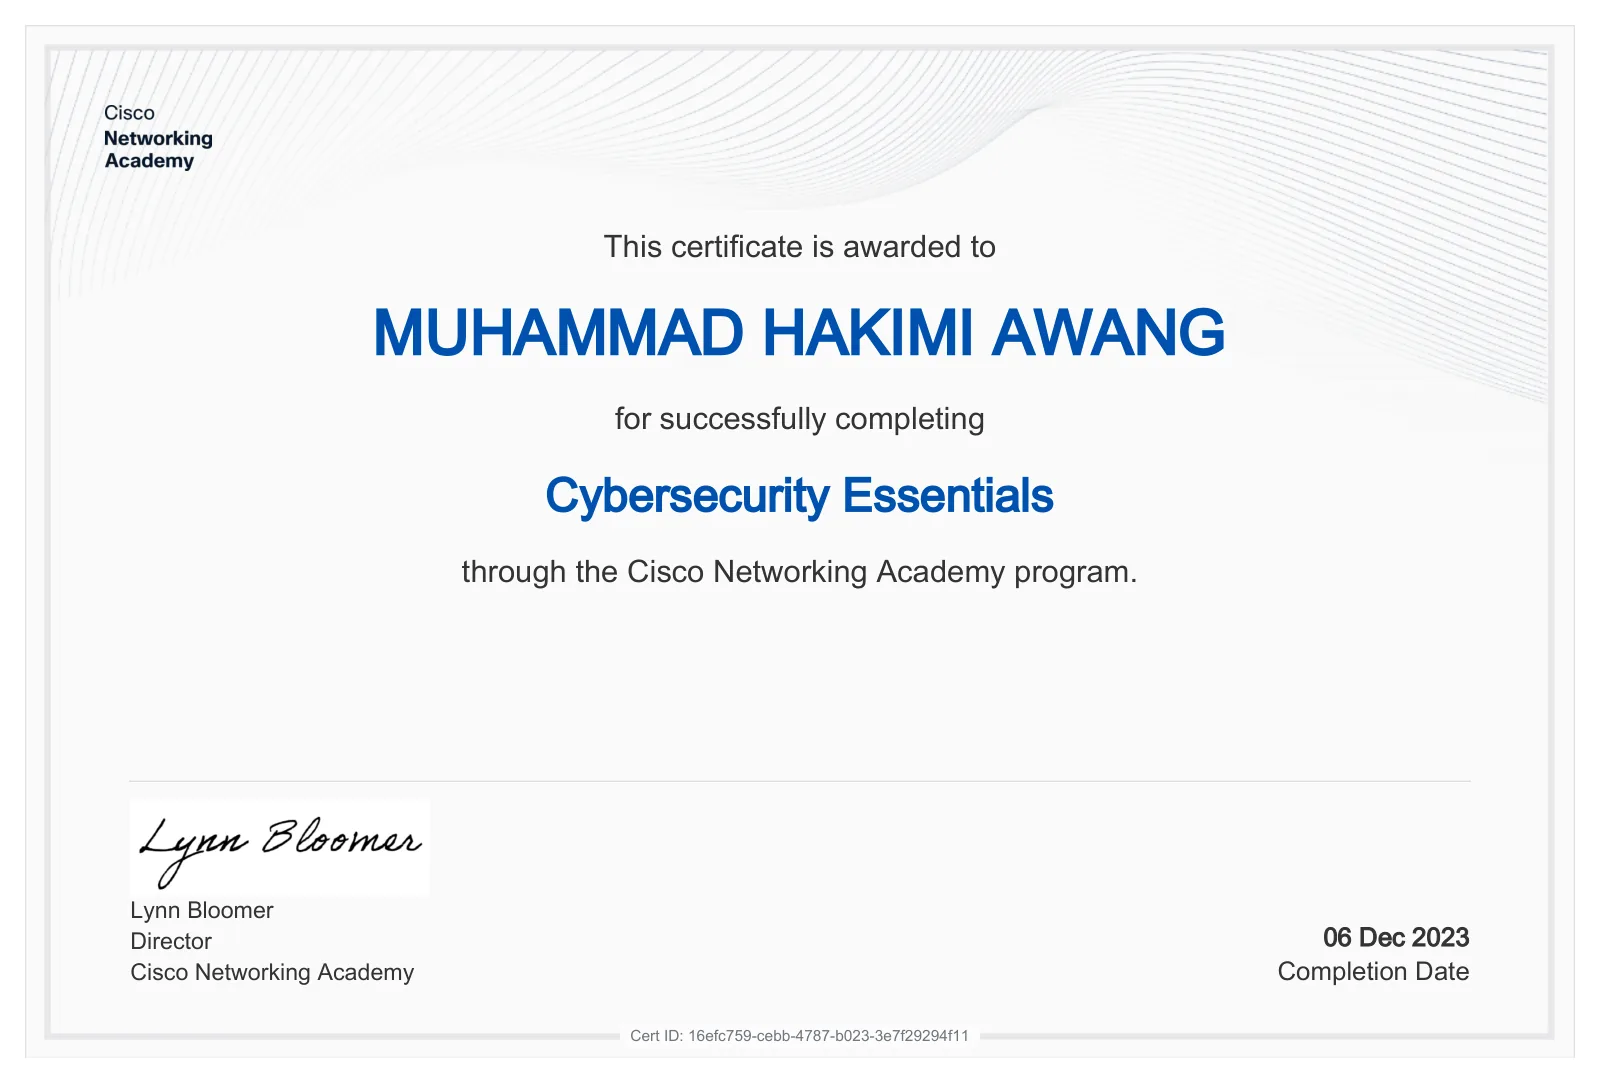 Cisco
Networking
Academy
This certificate is awarded to
MUHAMMAD HAKIMI AWANG
for successfully completing
Cybersecurity Essentials
through the Cisco Networking Academy program.
Lynn Bloomer
Lynn Bloomer
Director
Cisco Networking Academy
06 Dec 2023
Completion Date
Cert ID: 16efc759-cebb-4787-b023-3e7f29294f11